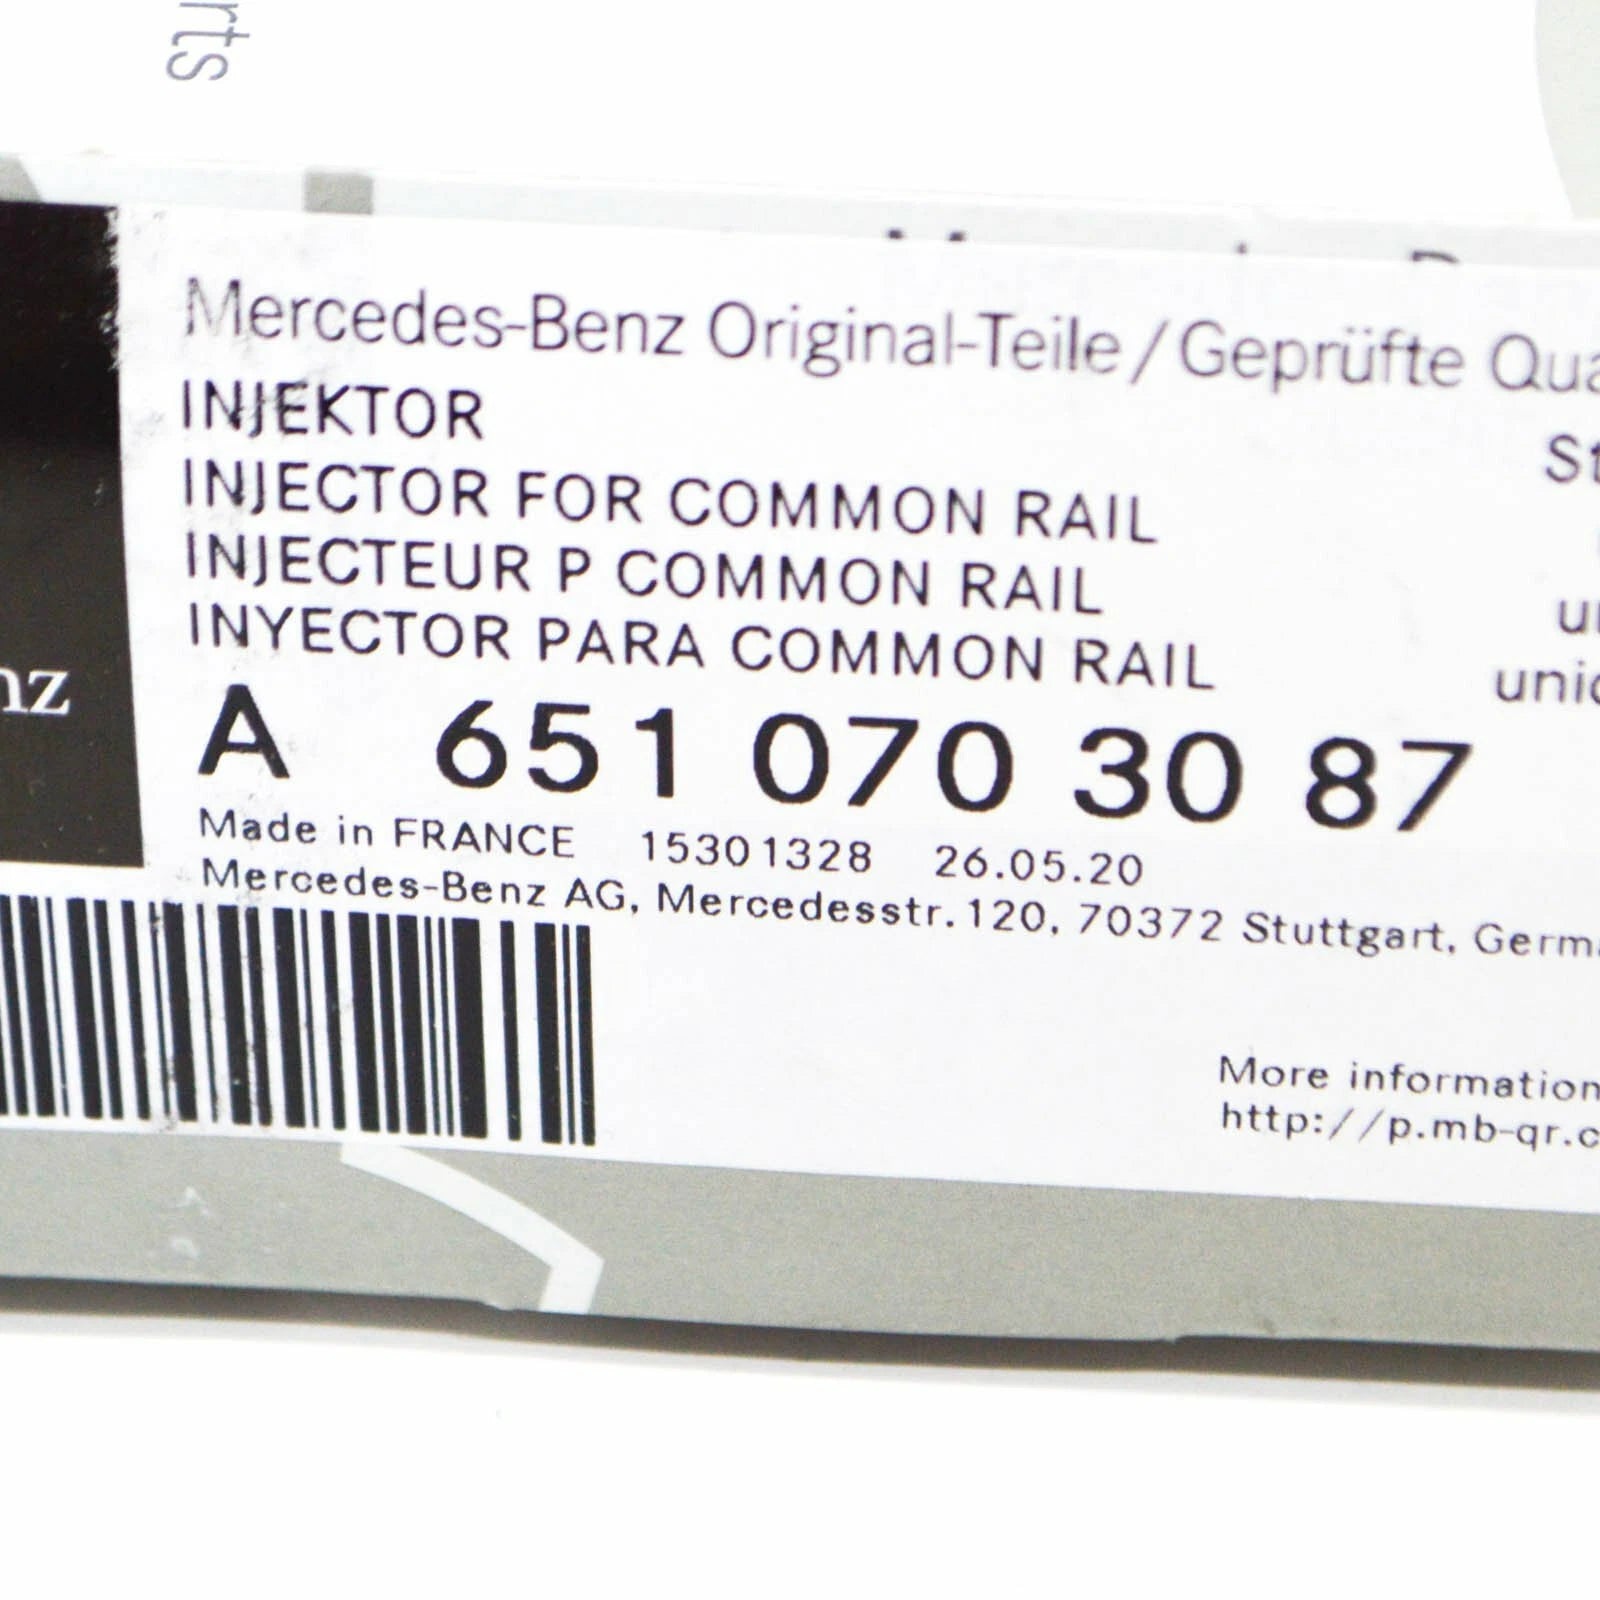 rts
Mercedes-Benz Original-Teile / Geprüfte
INJEKTOR
INJECTOR FOR COMMON RAIL
INJECTEUR P COMMON RAIL
INYECTOR PARA COMMON RAIL
nz
A 651 070 30 87
Made in FRANCE 15301328 26.05.20
Mercedes-Benz AG, Mercedesstr. 120, 70372 Stuttgart, Germ
More information
http://p.mb-qr.c